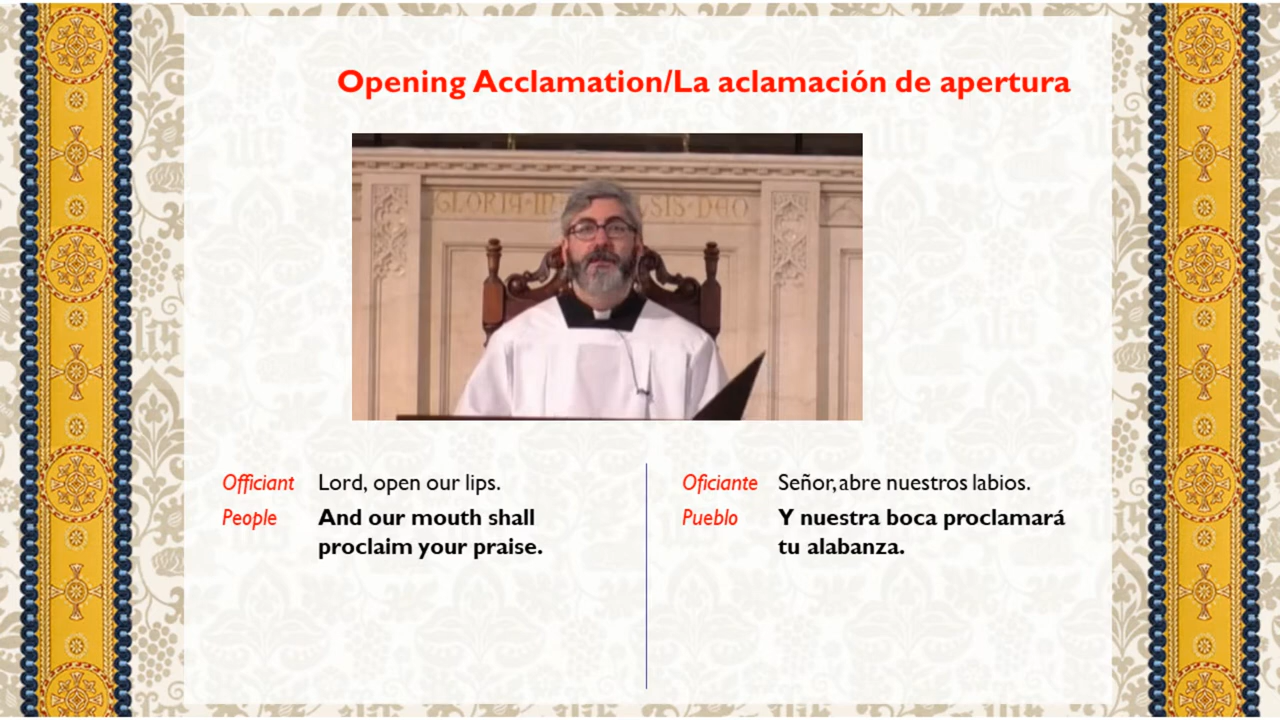 Opening Acclamation/La aclamación de apertura
GLORIA IN SIS DEO
Officiant Lord, open our lips.
People And our mouth shall
proclaim your praise.
Oficiante Señor, abre nuestros labios.
Pueblo Y nuestra boca proclamará
tu alabanza.